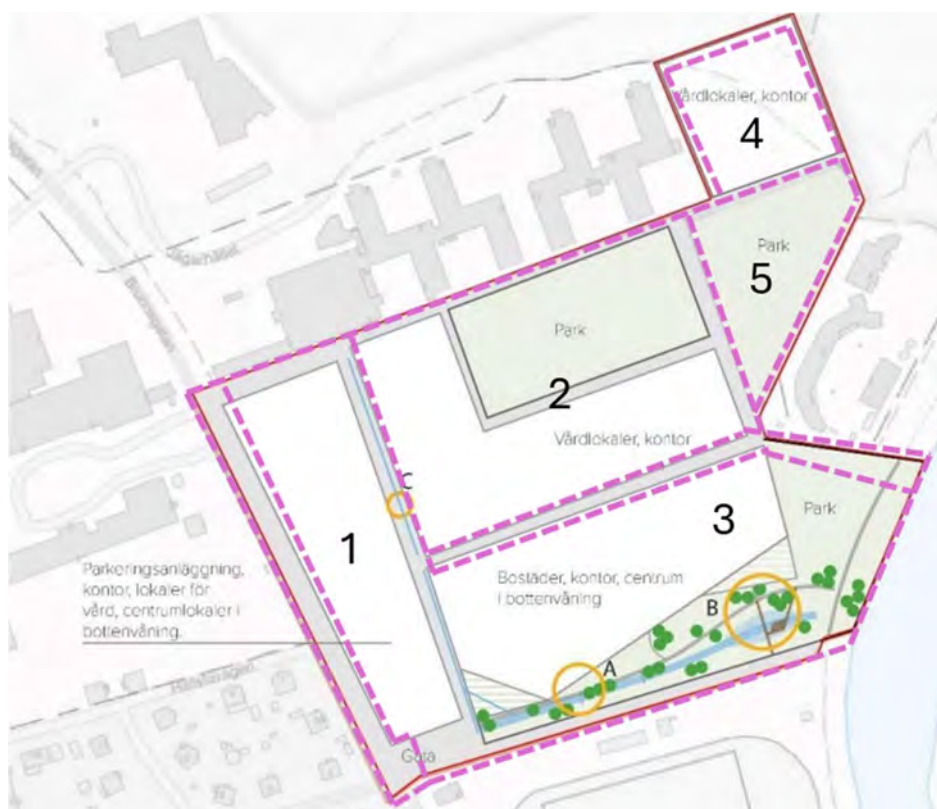 Vårdlokaler, kontor
4
Park
5
Park
2
Vårdlokaler, kontor
C
3
Park
1
Bostäder, kontor, centrum
i bottenvåning
Parkeringsanläggning,
kontor, lokaler för
vård, centrumlokaler i
bottenvåning.
B
A
Gata